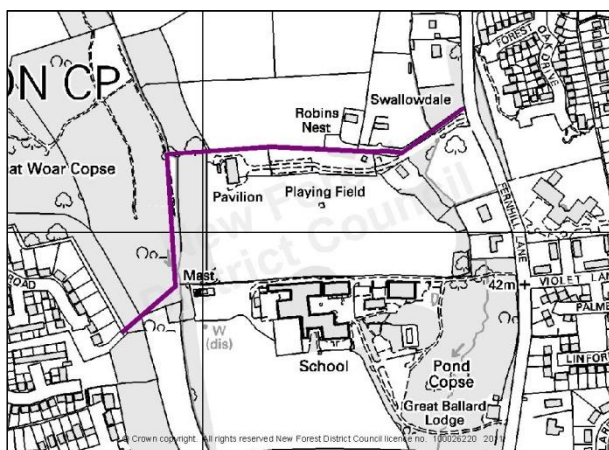 FOREST
OAK DRIVE
ON CP
Swallowdale
Robins
Nest
at Woar Copse
Pavilion
Playing Field
FERNHILL LANE
New Forest
District Council
Mast
ROAD
42m
VIOLET LA
PALME
W
(dis)
School
LINFOR
Pond
Copse
Great Ballard
Lodge
© Crown copyright. All rights reserved New Forest District Council licence no. 100026220